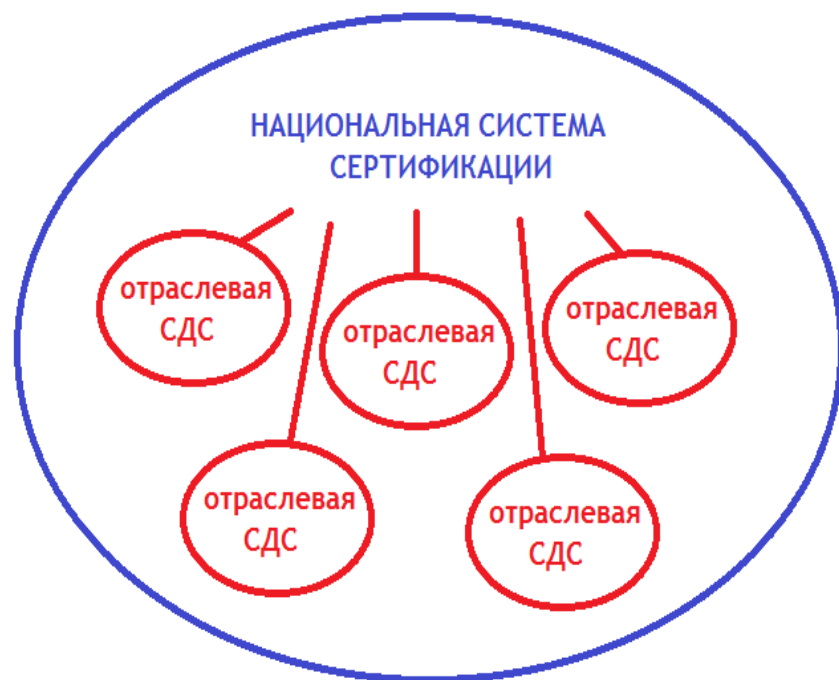 НАЦИОНАЛЬНАЯ СИСТЕМА
СЕРТИФИКАЦИИ
отраслевая
СДС
отраслевая
СДС
отраслевая
СДС
отраслевая
СДС
отраслевая
СДС